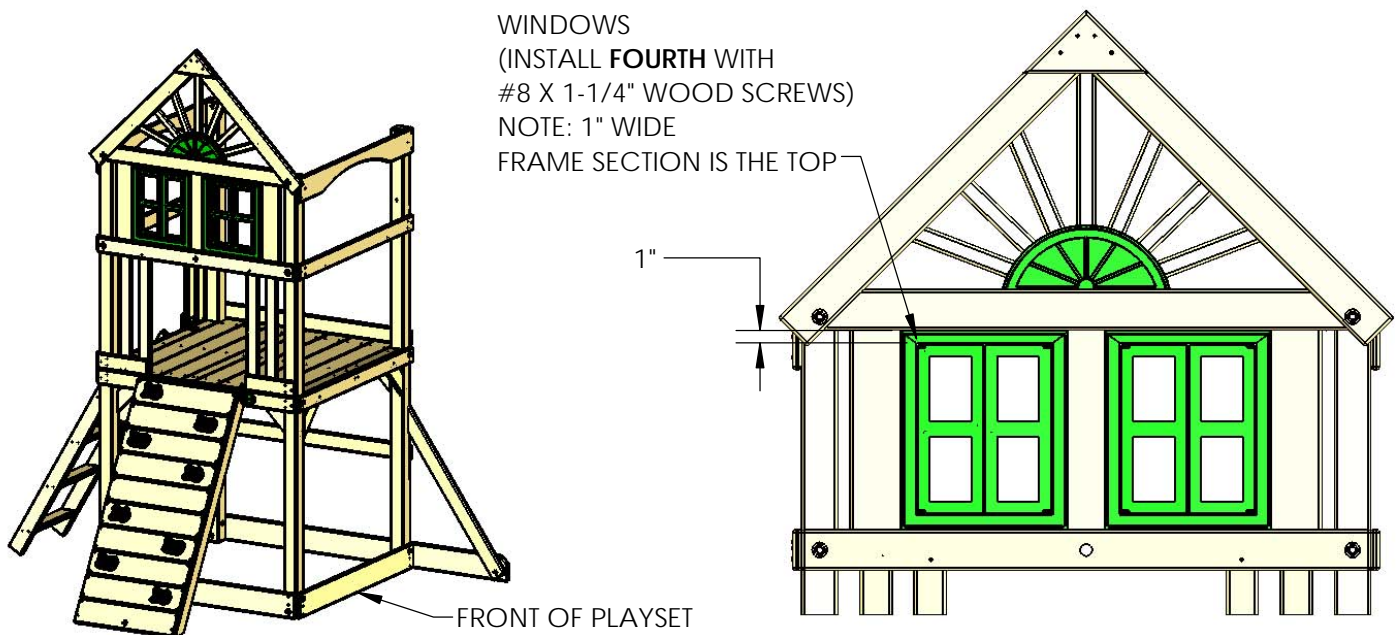 WINDOWS
(INSTALL FOURTH WITH
#8 X 1-1/4" WOOD SCREWS)
NOTE: 1" WIDE
FRAME SECTION IS THE TOP
1"
FRONT OF PLAYSET